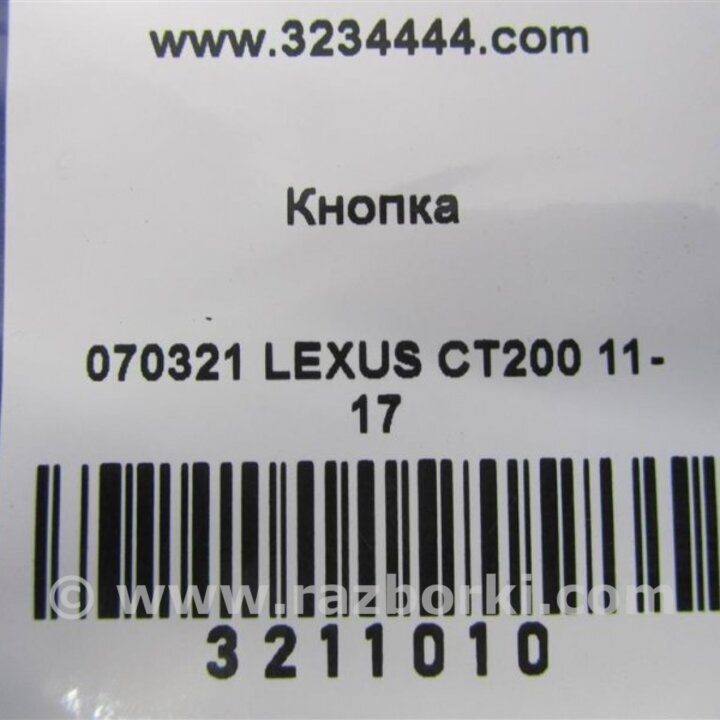 www.3234444.com
Кнопка
070321 LEXUS CT200 11-
17
© www.razborki.com
3211010